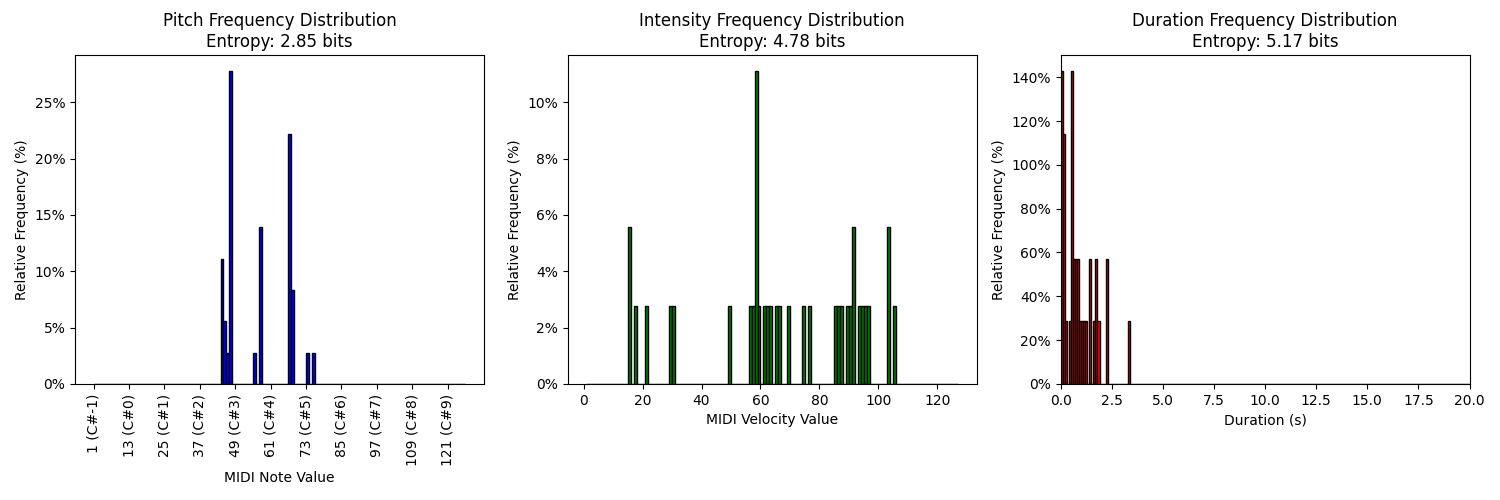 Pitch Frequency Distribution
Entropy: 2.85 bits
Relative Frequency (%)
25%
20%
15%
10%
5%
0%
1 (C#-1)
13 (C#0)
25 (C#1)
37 (C#2)
49 (C#3)
61 (C#4)
73 (C#5)
85 (C#6)
97 (C#7)
109 (C#8)
121 (C#9)
MIDI Note Value
Intensity Frequency Distribution
Entropy: 4.78 bits
Relative Frequency (%)
10%
8%
6%
4%
2%
0%
0 20 40 60 80 100 120
MIDI Velocity Value
Duration Frequency Distribution
Entropy: 5.17 bits
Relative Frequency (%)
140%
120%
100%
80%
60%
40%
20%
0%
0.0 2.5 5.0 7.5 10.0 12.5 15.0 17.5 20.0
Duration (s)